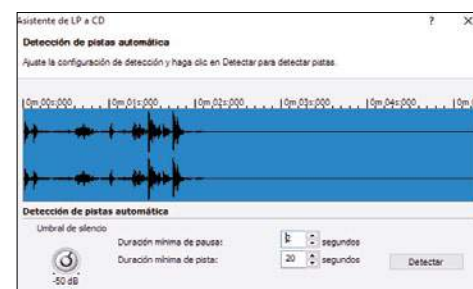 Asistente de LP a CD ? X
Detección de pistas automática
Ajuste la configuración de detección y haga clic en Detectar para detectar pistas.
0m 00s:000 0m 01s:000 0m 02s:000 0m 03s:000 0m 04s:000 0m
Detección de pistas automática
Umbral de silencio
Duración mínima de pausa: segundos
Duración mínima de pista: 20 segundos
Detectar
-50 dB